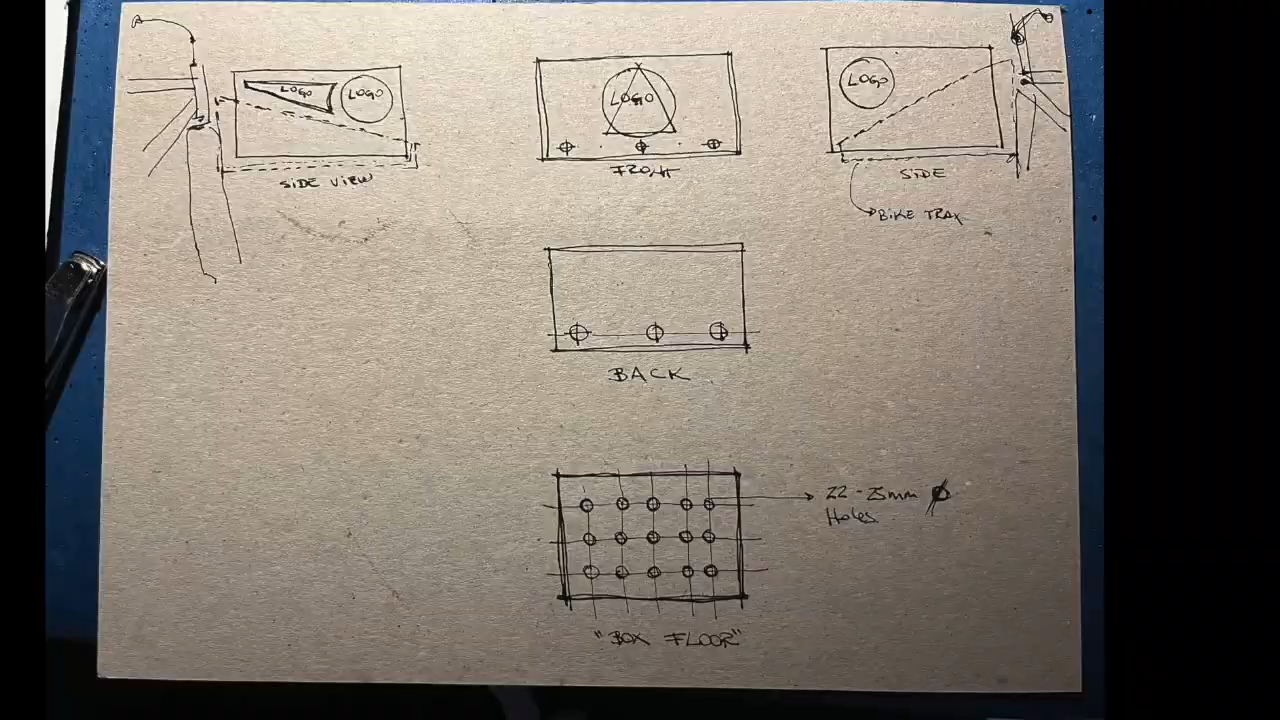 LOGO
LOGO
SIDE VIEW
LOGO
FRONT
LOGO
SIDE
BIKE TRAX
BACK
22-25mm Ø
Holes
"BOX FLOOR"